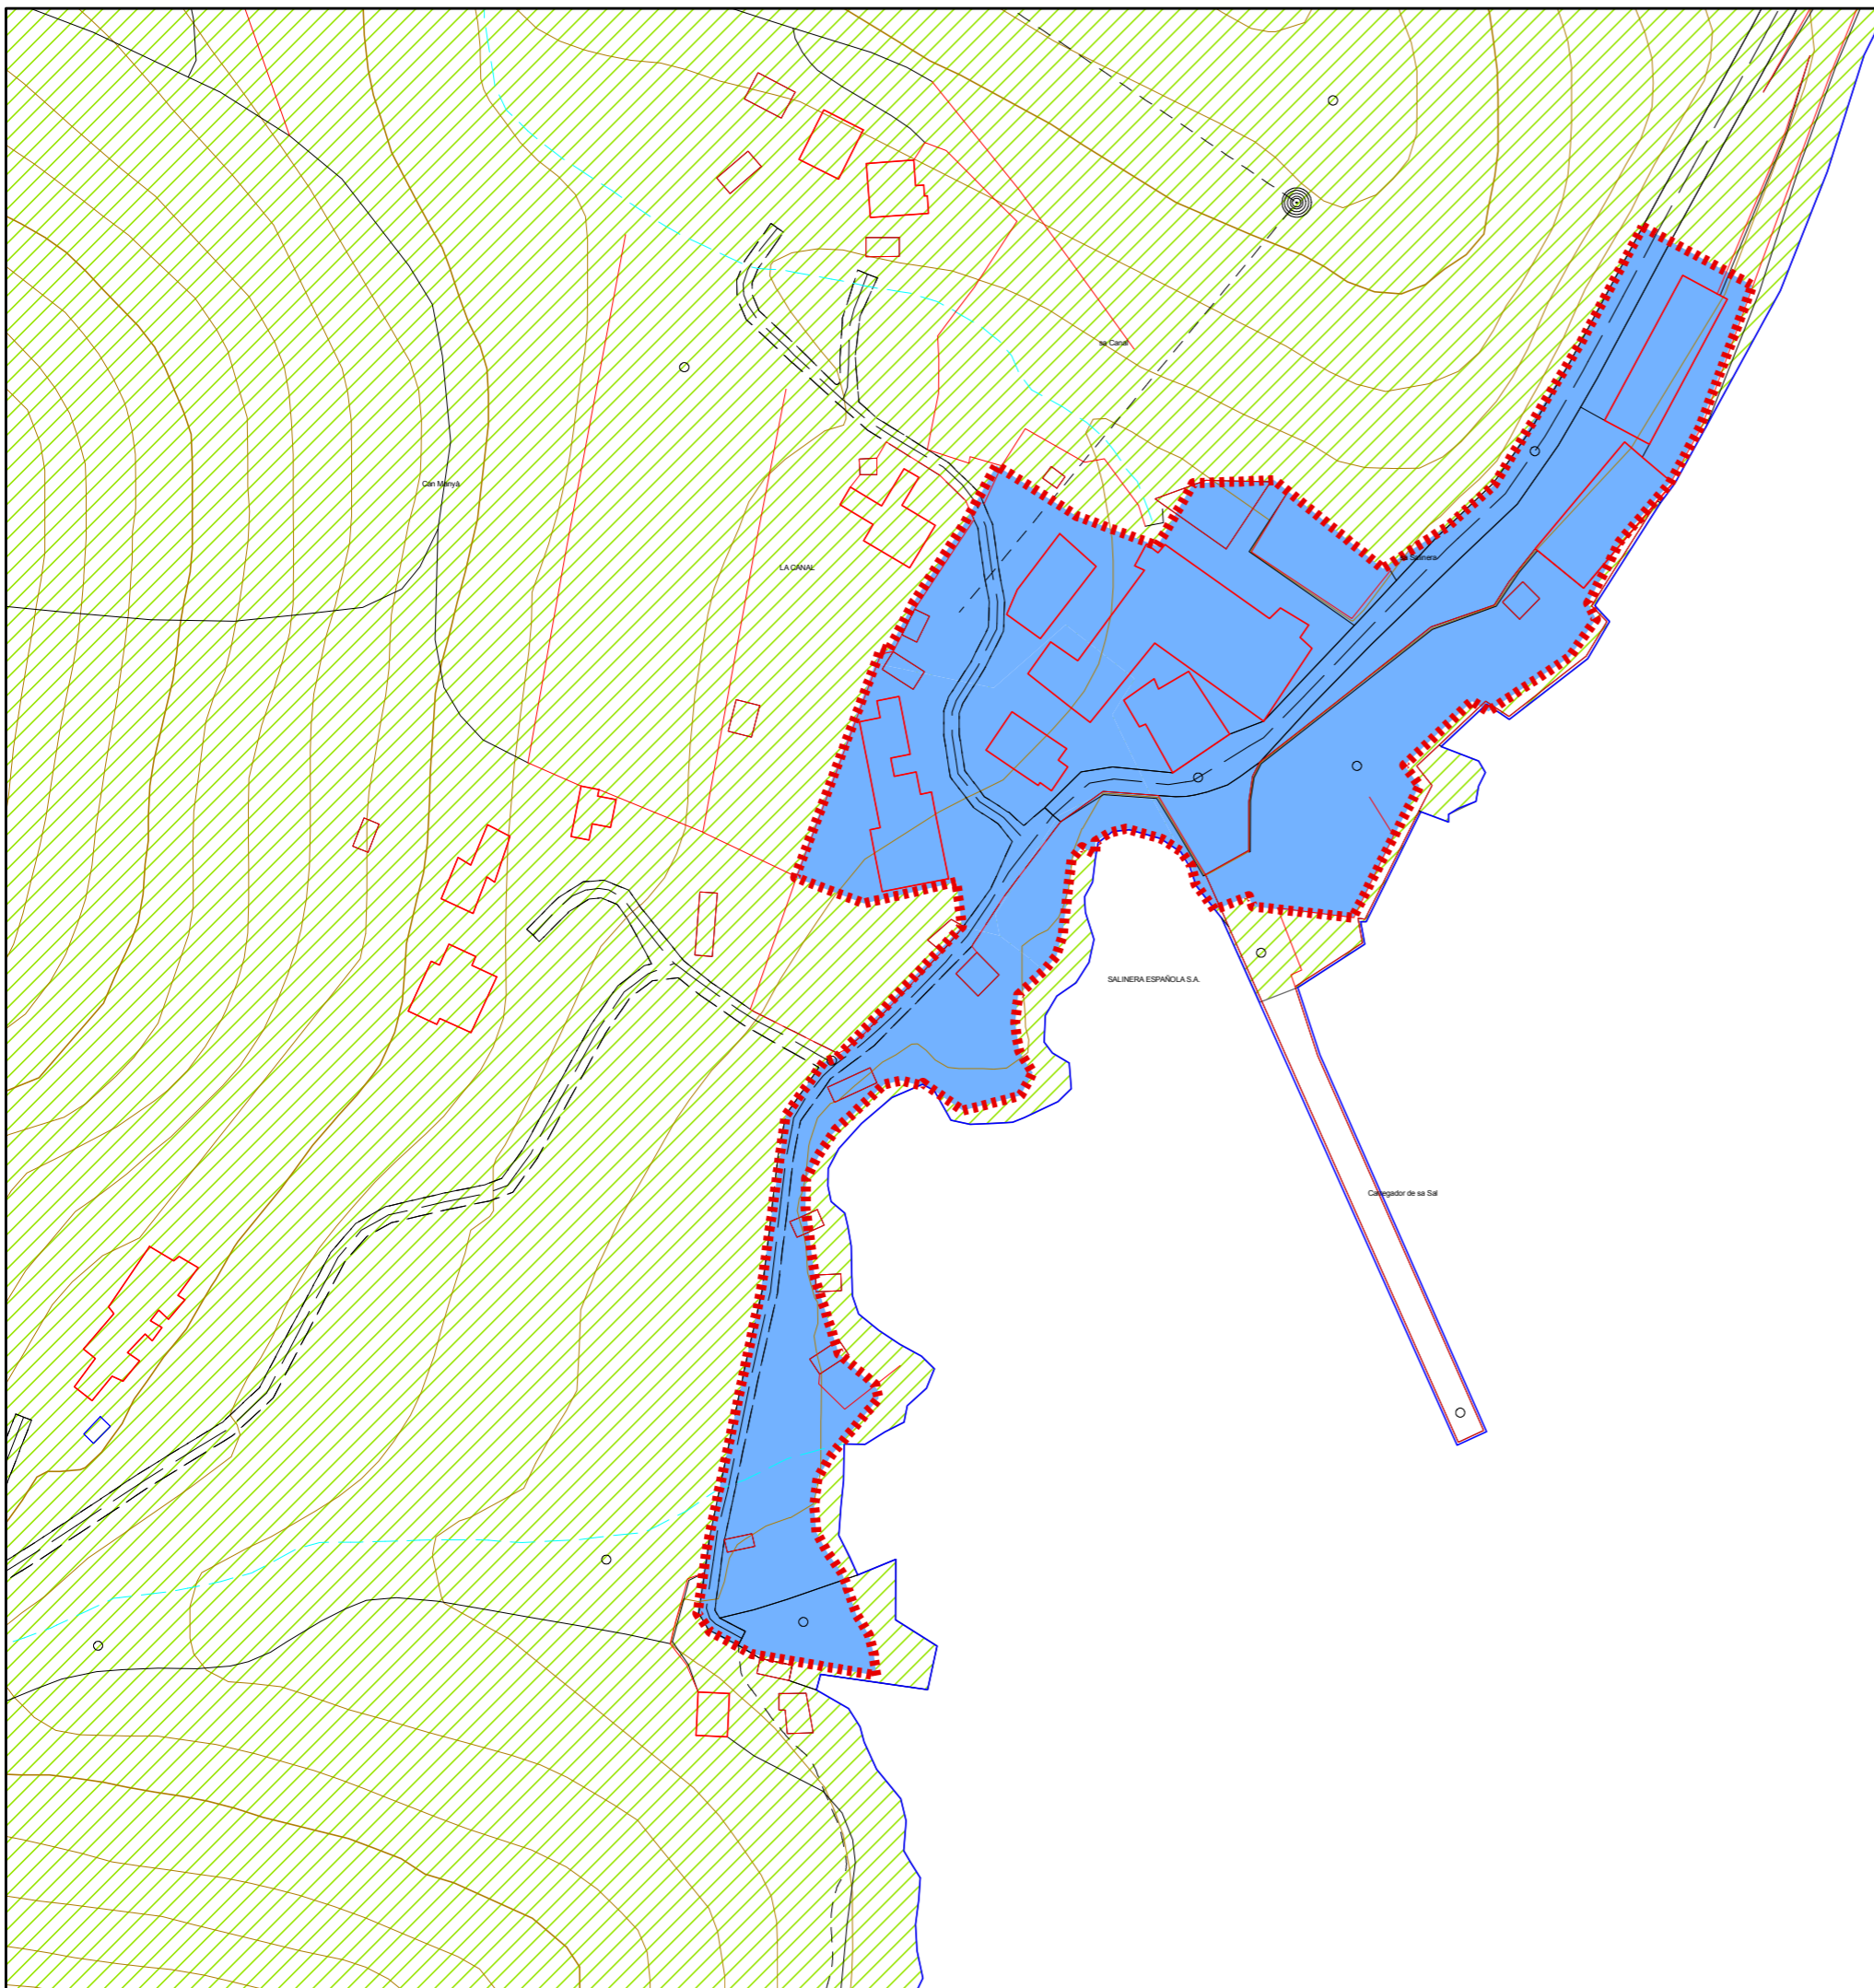 sa Canal
Can Manyà
Salinera
LA CANAL
SALINERA ESPAÑOLA S.A.
Carregador de sa Sal